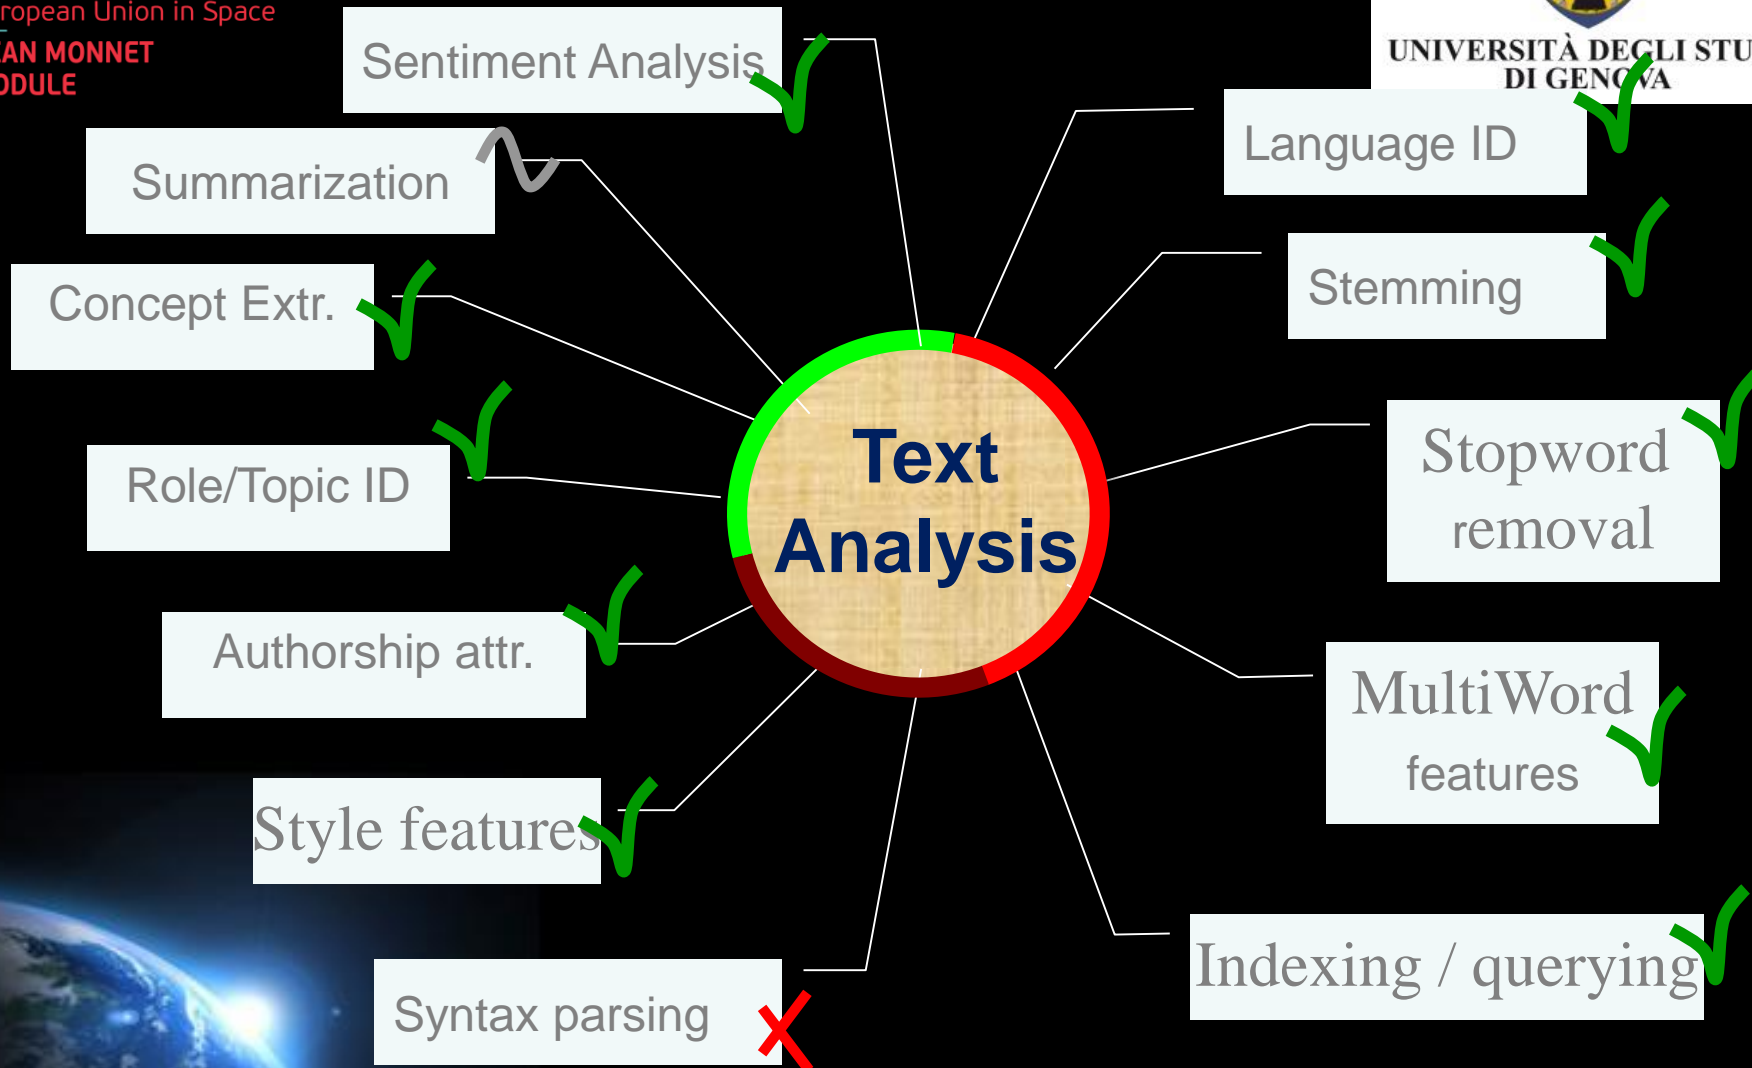 ropean Union in Space
AN MONNET
ODULE
UNIVERSITÀ DEGLI STU
DI GENOVA
Sentiment Analysis
Language ID
Summarization
Stemming
Concept Extr.
Stopword
removal
Role/Topic ID
Text
Analysis
Authorship attr.
MultiWord
features
Style features
Indexing / querying
Syntax parsing